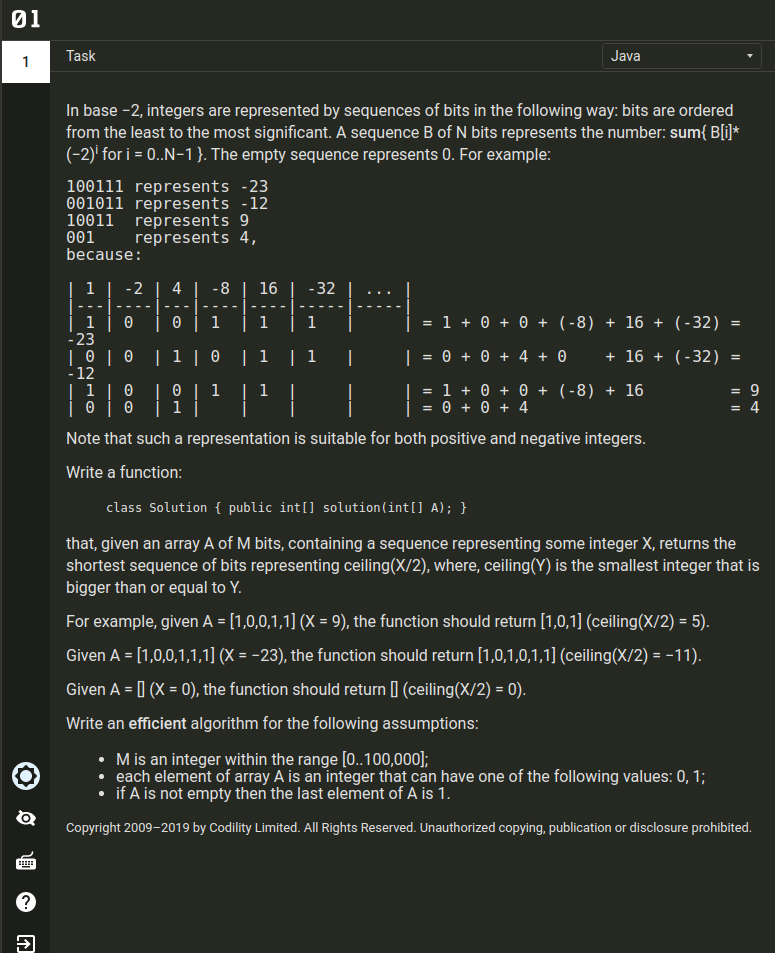 01
1
Task
Java
In base −2, integers are represented by sequences of bits in the following way: bits are ordered
from the least to the most significant. A sequence B of N bits represents the number: sum{ B[i]*
(−2)^i for i = 0..N−1 }. The empty sequence represents 0. For example:
100111 represents -23
001011 represents -12
10011  represents 9
001    represents 4,
because:
| 1 | -2 | 4 | -8 | 16 | -32 | ... |
|---|----|---|----|----|-----|-----|
| 1 | 0  | 0 | 1  | 1  | 1   |     | = 1 + 0 + 0 + (-8) + 16 + (-32) =
-23
| 0 | 0  | 1 | 0  | 1  | 1   |     | = 0 + 0 + 4 + 0    + 16 + (-32) =
-12
| 1 | 0  | 0 | 1  | 1  |     |     | = 1 + 0 + 0 + (-8) + 16         = 9
| 0 | 0  | 1 |    |    |     |     | = 0 + 0 + 4                     = 4
Note that such a representation is suitable for both positive and negative integers.
Write a function:
class Solution { public int[] solution(int[] A); }
that, given an array A of M bits, containing a sequence representing some integer X, returns the
shortest sequence of bits representing ceiling(X/2), where, ceiling(Y) is the smallest integer that is
bigger than or equal to Y.
For example, given A = [1,0,0,1,1] (X = 9), the function should return [1,0,1] (ceiling(X/2) = 5).
Given A = [1,0,0,1,1,1] (X = −23), the function should return [1,0,1,0,1,1] (ceiling(X/2) = −11).
Given A = [] (X = 0), the function should return [] (ceiling(X/2) = 0).
Write an efficient algorithm for the following assumptions:
• M is an integer within the range [0..100,000];
• each element of array A is an integer that can have one of the following values: 0, 1;
• if A is not empty then the last element of A is 1.
Copyright 2009–2019 by Codility Limited. All Rights Reserved. Unauthorized copying, publication or disclosure prohibited.